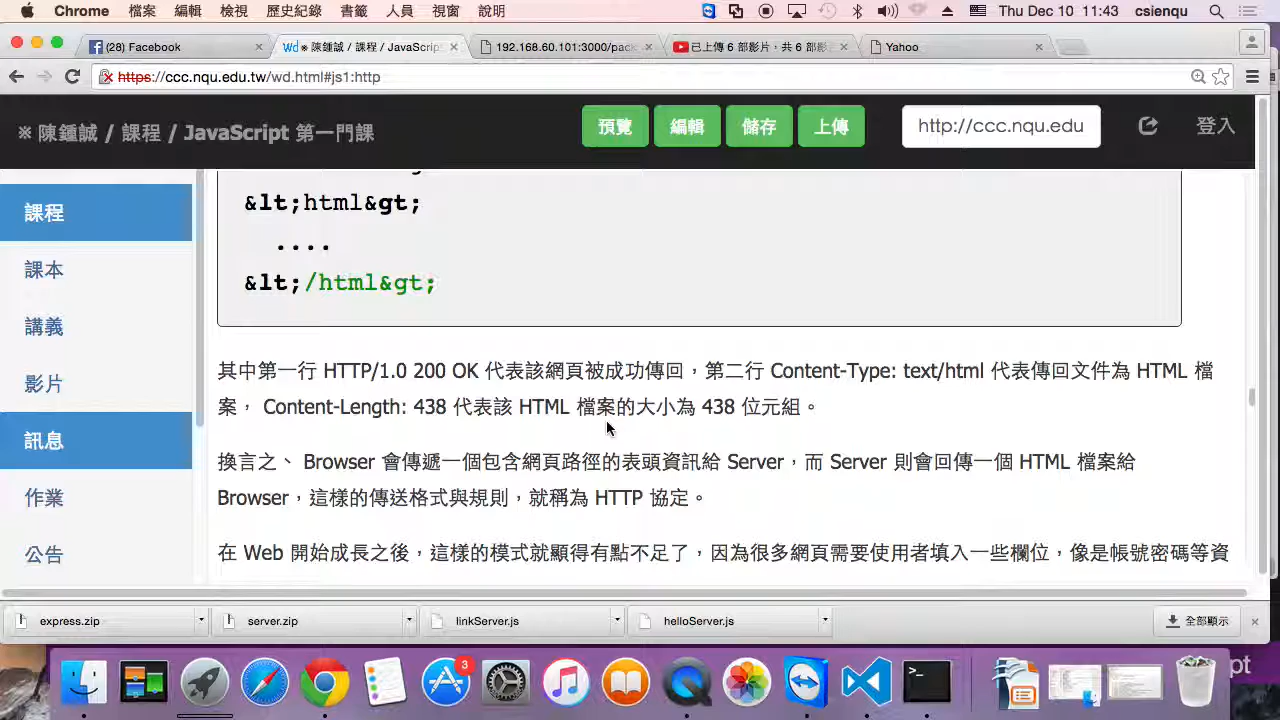 Chrome 檔案 編輯 檢視 歷史紀錄 書籤 人員 視窗 說明 Thu Dec 10 11:43 csienqu
(28) Facebook
Wd ※ 陳鍾誠 / 課程 / JavaScrip
192.168.60.101:3000/pack
已上傳 6 部影片，共 6 部影
Yahoo
https://ccc.nqu.edu.tw/wd.html#js1:http
※ 陳鍾誠 / 課程 / JavaScript 第一門課
預覽 編輯 儲存 上傳
http://ccc.nqu.edu
登入
課程
課本
講義
影片
訊息
作業
公告
&lt;html&gt;
....
&lt;/html&gt;
其中第一行 HTTP/1.0 200 OK 代表該網頁被成功傳回，第二行 Content-Type: text/html 代表傳回文件為 HTML 檔
案， Content-Length: 438 代表該 HTML 檔案的大小為 438 位元組。
換言之、 Browser 會傳遞一個包含網頁路徑的表頭資訊給 Server，而 Server 則會回傳一個 HTML 檔案給
Browser，這樣的傳送格式與規則，就稱為 HTTP 協定。
在 Web 開始成長之後，這樣的模式就顯得有點不足了，因為很多網頁需要使用者填入一些欄位，像是帳號密碼等資
express.zip
server.zip
linkServer.js
helloServer.js
全部顯示
3
pt